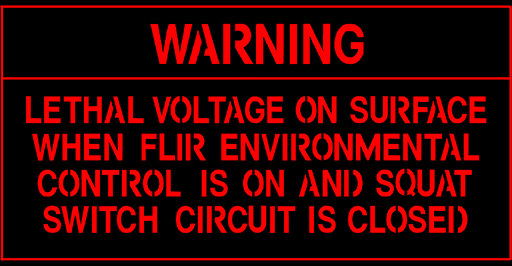 WARNING
LETHAL VOLTAGE ON SURFACE
WHEN FLIR ENVIRONMENTAL
CONTROL IS ON AND SQUAT
SWITCH CIRCUIT IS CLOSED